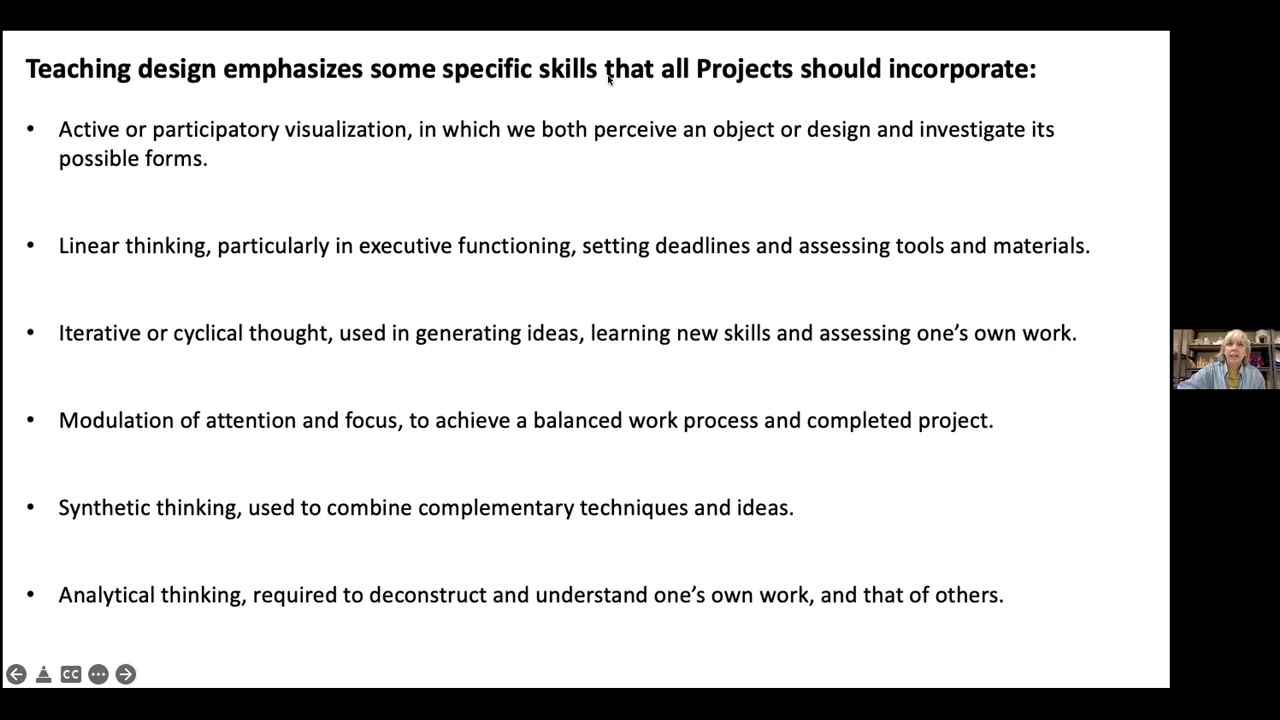 Teaching design emphasizes some specific skills that all Projects should incorporate:
• Active or participatory visualization, in which we both perceive an object or design and investigate its
possible forms.
• Linear thinking, particularly in executive functioning, setting deadlines and assessing tools and materials.
• Iterative or cyclical thought, used in generating ideas, learning new skills and assessing one’s own work.
• Modulation of attention and focus, to achieve a balanced work process and completed project.
• Synthetic thinking, used to combine complementary techniques and ideas.
• Analytical thinking, required to deconstruct and understand one’s own work, and that of others.
CC